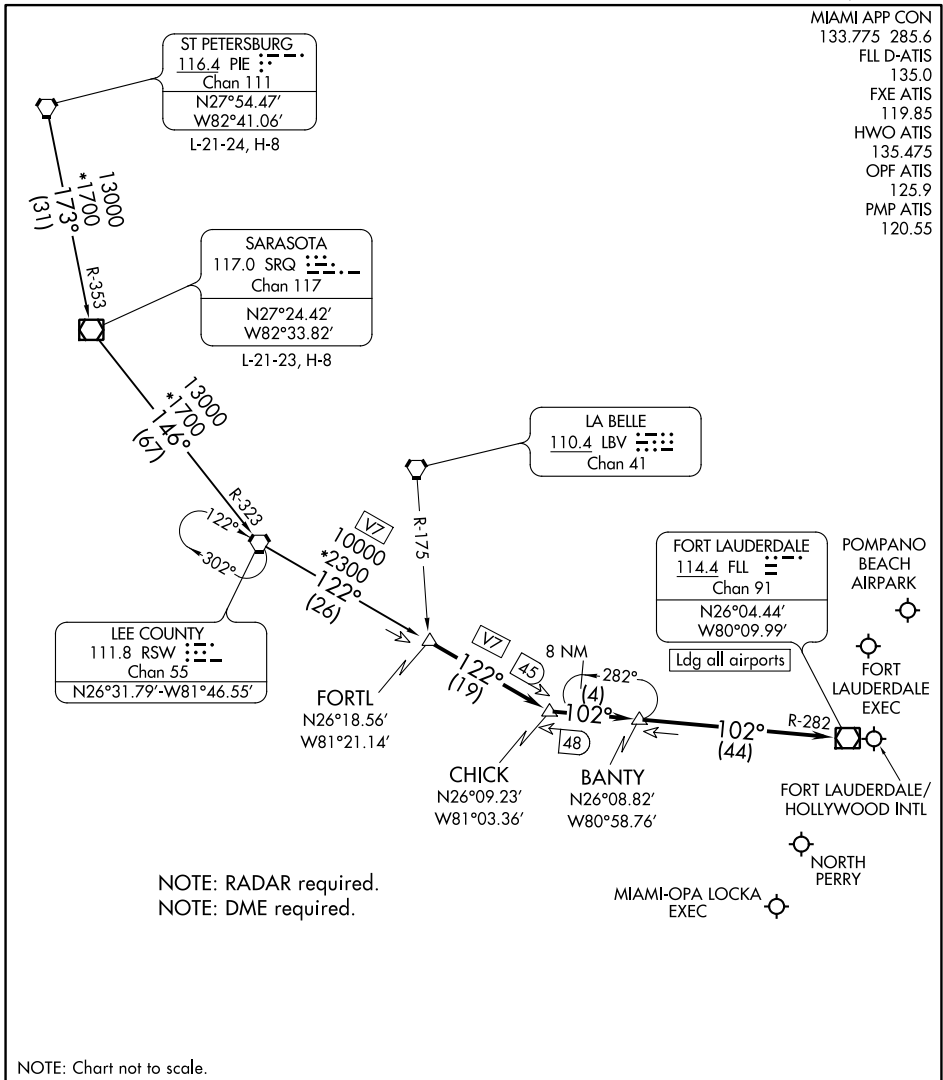 MIAMI APP CON
133.775 285.6
FLL D-ATIS
135.0
FXE ATIS
119.85
HWO ATIS
135.475
OPF ATIS
125.9
PMP ATIS
120.55
ST PETERSBURG
116.4 PIE
Chan 111
N27°54.47'
W82°41.06'
L-21-24, H-8
13000
*1700
173°
(31)
R-353
SARASOTA
117.0 SRQ
Chan 117
N27°24.42'
W82°33.82'
L-21-23, H-8
13000
*1700
146°
(67)
R-323
LA BELLE
110.4 LBV
Chan 41
R-175
122°
302°
V7
10000
*2300
122°
(26)
LEE COUNTY
111.8 RSW
Chan 55
N26°31.79'-W81°46.55'
FORT LAUDERDALE
114.4 FLL
Chan 91
N26°04.44'
W80°09.99'
Ldg all airports
POMPANO
BEACH
AIRPARK
FORT
LAUDERDALE
EXEC
V7
122°
(19)
45
8 NM
282°
(4)
102°
48
102°
(44)
R-282
FORTL
N26°18.56'
W81°21.14'
CHICK
N26°09.23'
W81°03.36'
BANTY
N26°08.82'
W80°58.76'
FORT LAUDERDALE/
HOLLYWOOD INTL
NORTH
PERRY
MIAMI-OPA LOCKA
EXEC
NOTE: RADAR required.
NOTE: DME required.
NOTE: Chart not to scale.